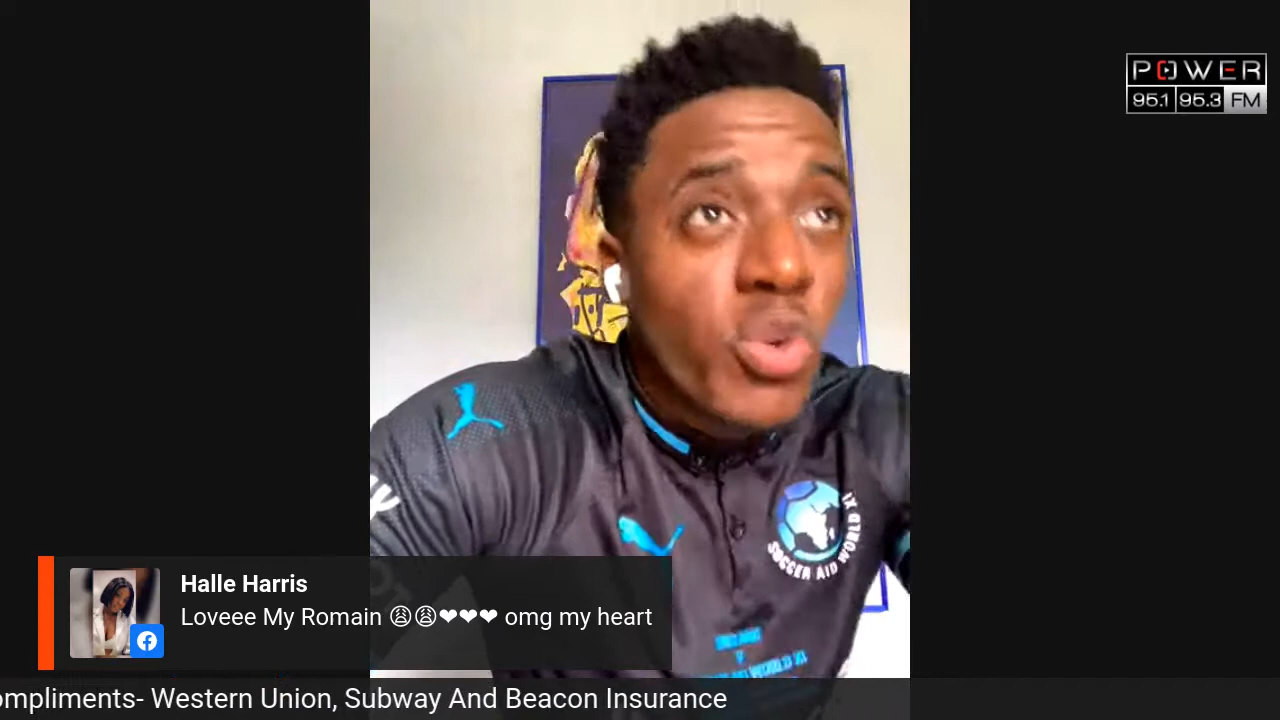 POWER
95.1 95.3 FM
SOCCER AID WORLD XI
Halle Harris
Loveee My Romain 😩😩❤❤❤ omg my heart
ompliments- Western Union, Subway And Beacon Insurance